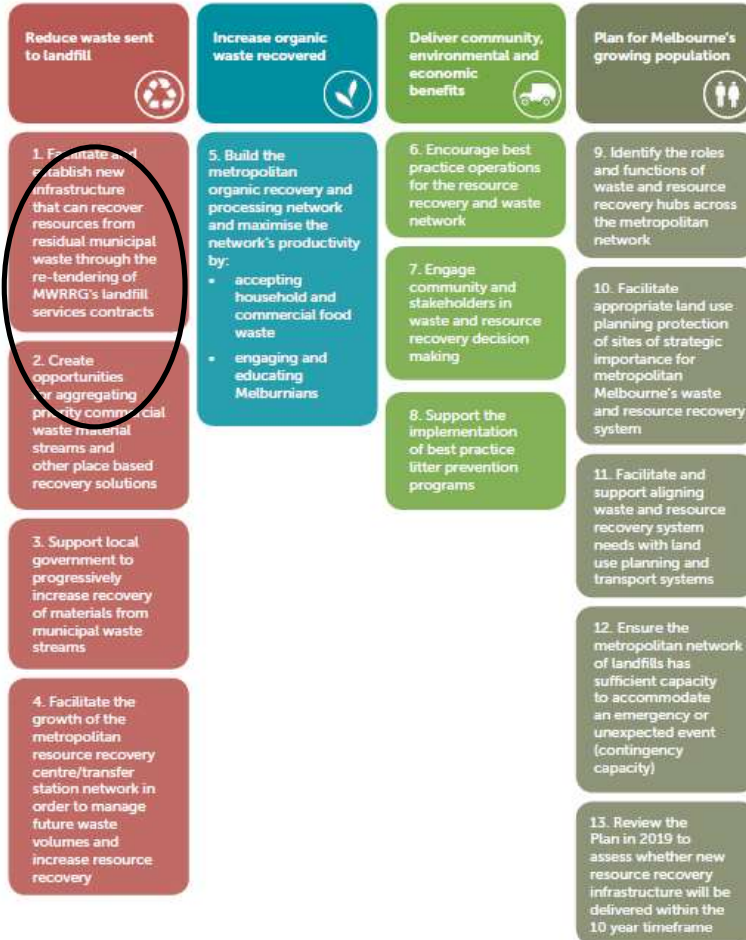 Reduce waste sent
to landfill
1. Facilitate and
establish new
infrastructure
that can recover
resources from
residual municipal
waste through the
re-tendering of
MWRRG's landfill
services contracts
2. Create
opportunities
for aggregating
priority commercial
waste material
streams and
other place based
recovery solutions
3. Support local
government to
progressively
increase recovery
of materials from
municipal waste
streams
4. Facilitate the
growth of the
metropolitan
resource recovery
centre/transfer
station network in
order to manage
future waste
volumes and
increase resource
recovery
Increase organic
waste recovered
5. Build the
metropolitan
organic recovery and
processing network
and maximise the
network's productivity
by:
• accepting
household and
commercial food
waste
• engaging and
educating
Melburnians
Deliver community,
environmental and
economic
benefits
6. Encourage best
practice operations
for the resource
recovery and waste
network
7. Engage
community and
stakeholders in
waste and resource
recovery decision
making
8. Support the
implementation
of best practice
litter prevention
programs
Plan for Melbourne's
growing population
9. Identify the roles
and functions of
waste and resource
recovery hubs across
the metropolitan
network
10. Facilitate
appropriate land use
planning protection
of sites of strategic
importance for
metropolitan
Melbourne's waste
and resource recovery
system
11. Facilitate and
support aligning
waste and resource
recovery system
needs with land
use planning and
transport systems
12. Ensure the
metropolitan network
of landfills has
sufficient capacity
to accommodate
an emergency or
unexpected event
(contingency
capacity)
13. Review the
Plan in 2019 to
assess whether new
resource recovery
infrastructure will be
delivered within the
10 year timeframe